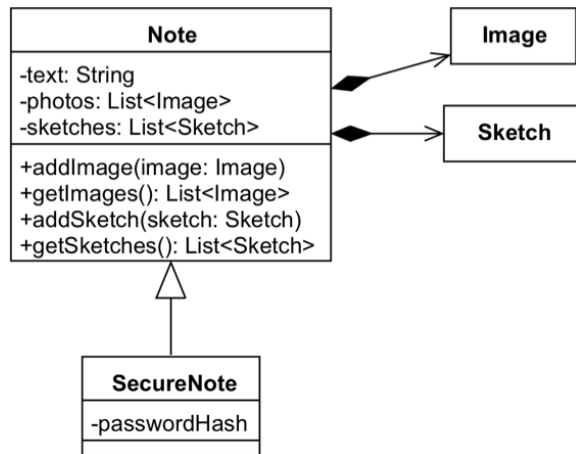 Note
-text: String
-photos: List<Image>
-sketches: List<Sketch>
+addImage(image: Image)
+getImages(): List<Image>
+addSketch(sketch: Sketch)
+getSketches(): List<Sketch>
Image
Sketch
SecureNote
-passwordHash